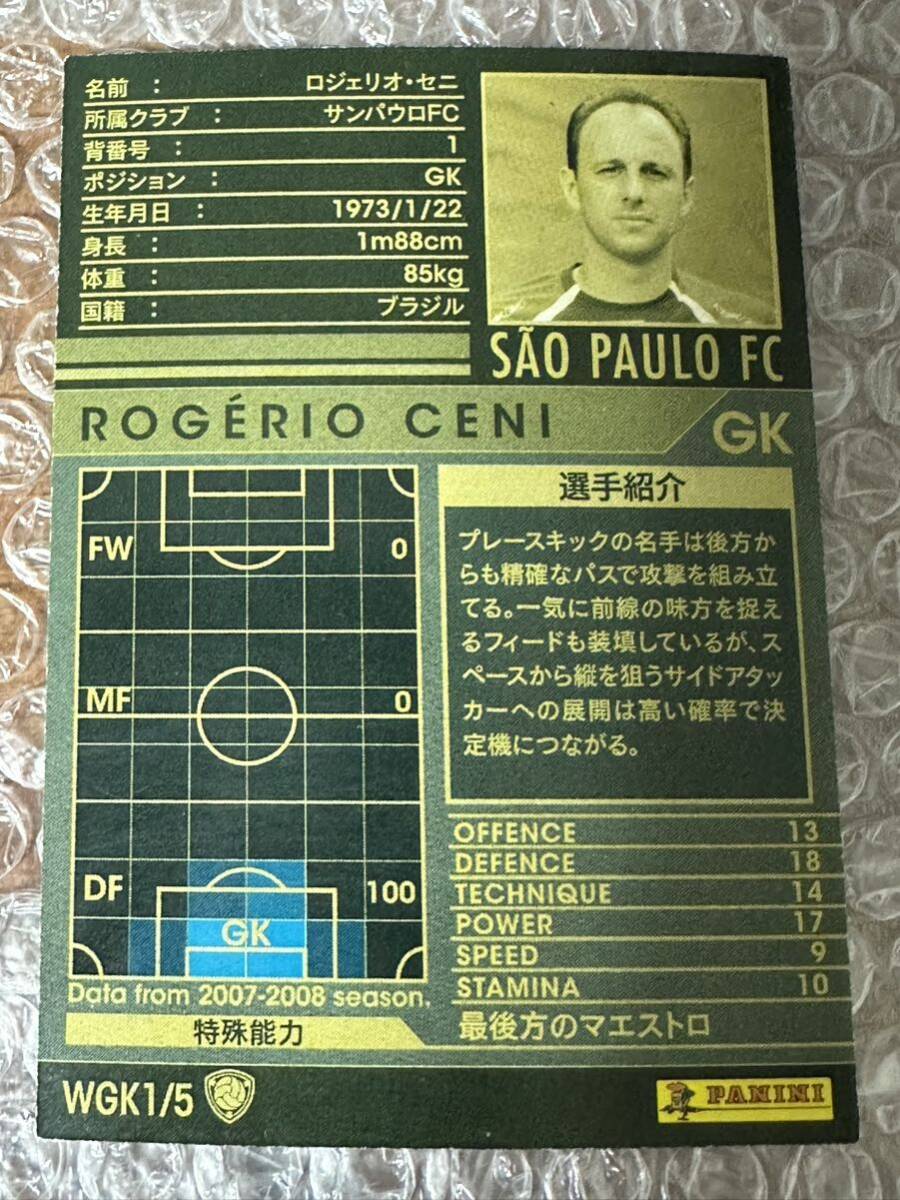 名前 : ロジェリオ・セニ
所属クラブ : サンパウロFC
背番号 : 1
ポジション : GK
生年月日 : 1973/1/22
身長 : 1m88cm
体重 : 85kg
国籍 : ブラジル
SÃO PAULO FC
ROGÉRIO CENI
GK
FW 0
MF 0
DF 100
GK
Data from 2007-2008 season.
選手紹介
プレースキックの名手は後方か
らも精確なパスで攻撃を組み立
てる。一気に前線の味方を捉え
るフィードも装填しているが、ス
ペースから縦を狙うサイドアタッ
カーへの展開は高い確率で決
定機につながる。
OFFENCE 13
DEFENCE 18
TECHNIQUE 14
POWER 17
SPEED 9
STAMINA 10
特殊能力 最後方のマエストロ
WGK1/5
PANINI